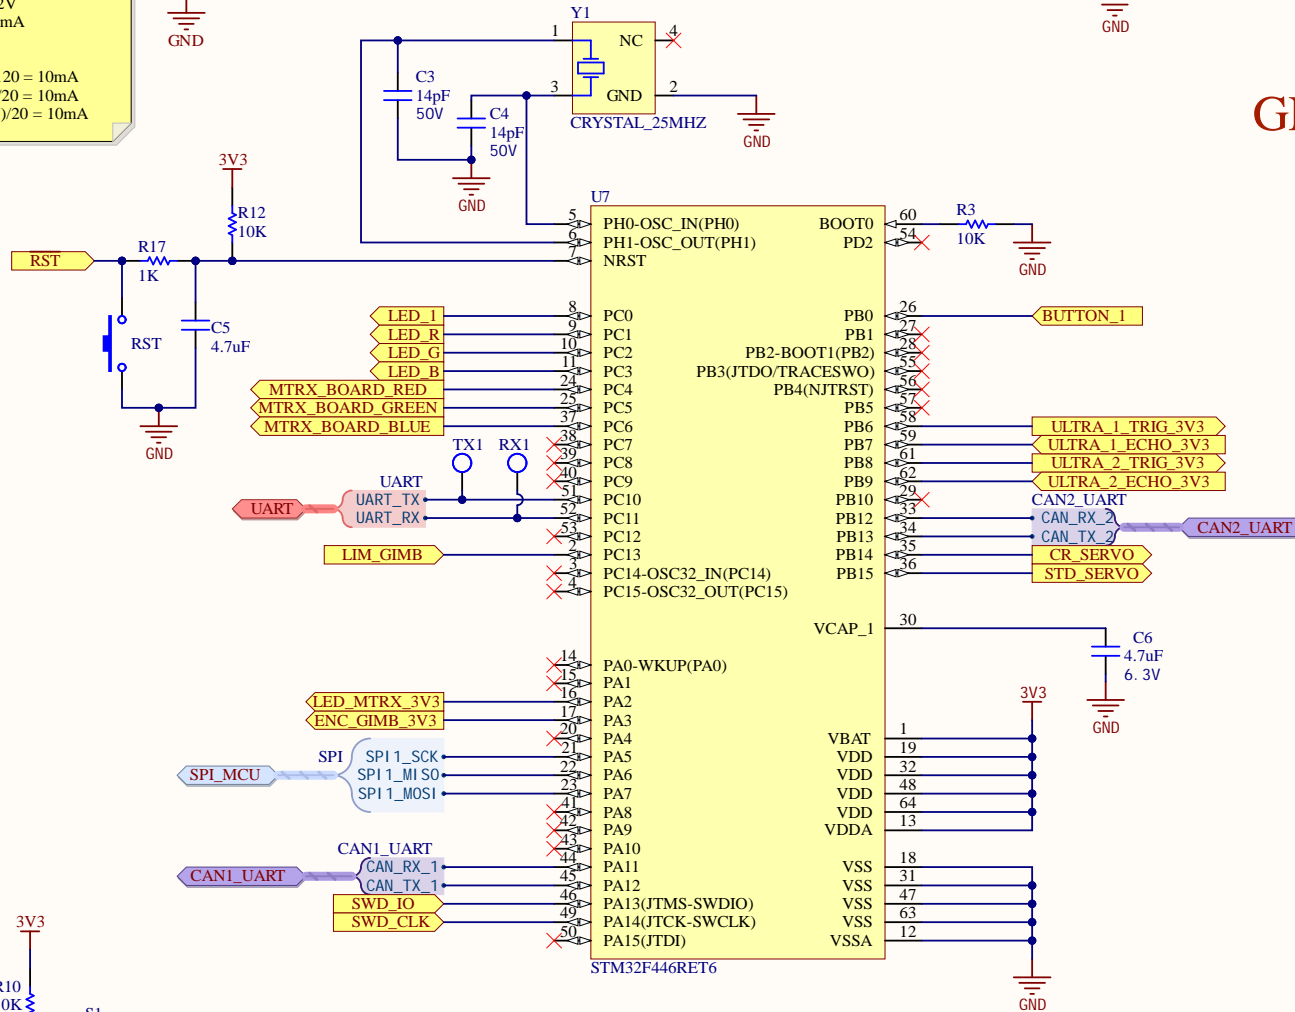 2V
mA
GND
20 = 10mA
/20 = 10mA
)/20 = 10mA
GND
Y1
1
NC
4
3
GND
2
CRYSTAL_25MHZ
GND
C3
14pF
50V
C4
14pF
50V
GND
3V3
R12
10K
RST
R17
1K
RST
C5
4.7uF
GND
U7
5 PH0-OSC_IN(PH0)
6 PH1-OSC_OUT(PH1)
7 NRST
LED_1 8 PC0
LED_R 9 PC1
LED_G 10 PC2
LED_B 11 PC3
MTRX_BOARD_RED 24 PC4
MTRX_BOARD_GREEN 25 PC5
MTRX_BOARD_BLUE 37 PC6
38 PC7
39 PC8
40 PC9
TX1
RX1
UART
UART
UART_TX 51 PC10
UART_RX 52 PC11
53 PC12
LIM_GIMB 2 PC13
3 PC14-OSC32_IN(PC14)
4 PC15-OSC32_OUT(PC15)
14 PA0-WKUP(PA0)
15 PA1
LED_MTRX_3V3 16 PA2
ENC_GIMB_3V3 17 PA3
20 PA4
SPI_MCU
SPI
SPI1_SCK 21 PA5
SPI1_MISO 22 PA6
SPI1_MOSI 23 PA7
41 PA8
42 PA9
43 PA10
CAN1_UART
CAN1_UART
CAN_RX_1 44 PA11
CAN_TX_1 45 PA12
SWD_IO 46 PA13(JTMS-SWDIO)
SWD_CLK 49 PA14(JTCK-SWCLK)
50 PA15(JTDI)
STM32F446RET6
BOOT0 60
R3
10K
GND
PD2 54
PB0 26 BUTTON_1
PB1 27
PB2-BOOT1(PB2) 28
PB3(JTDO/TRACESWO) 55
PB4(NJTRST) 56
PB5 57
PB6 58 ULTRA_1_TRIG_3V3
PB7 59 ULTRA_1_ECHO_3V3
PB8 61 ULTRA_2_TRIG_3V3
PB9 62 ULTRA_2_ECHO_3V3
PB10 29
CAN2_UART
PB12 33 CAN_RX_2
PB13 34 CAN_TX_2
CAN2_UART
PB14 35 CR_SERVO
PB15 36 STD_SERVO
VCAP_1 30
C6
4.7uF
6.3V
GND
3V3
VBAT 1
VDD 19
VDD 32
VDD 48
VDD 64
VDDA 13
VSS 18
VSS 31
VSS 47
VSS 63
VSSA 12
GND
3V3
R10
0K